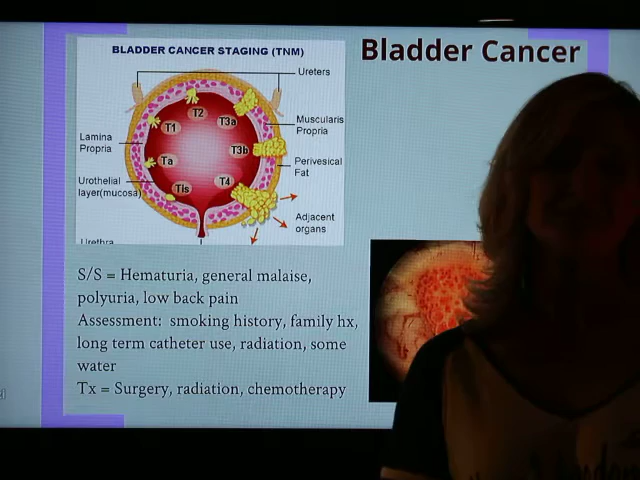 BLADDER CANCER STAGING (TNM)
Bladder Cancer
Ureters
T2
T3a
T1
Muscularis
Propria
Lamina
Propria
T3b
Ta
Perivesical
Fat
Urothelial
layer(mucosa)
TIs
T4
Adjacent
organs
Urethra
S/S = Hematuria, general malaise,
polyuria, low back pain
Assessment: smoking history, family hx,
long term catheter use, radiation, some
water
Tx = Surgery, radiation, chemotherapy